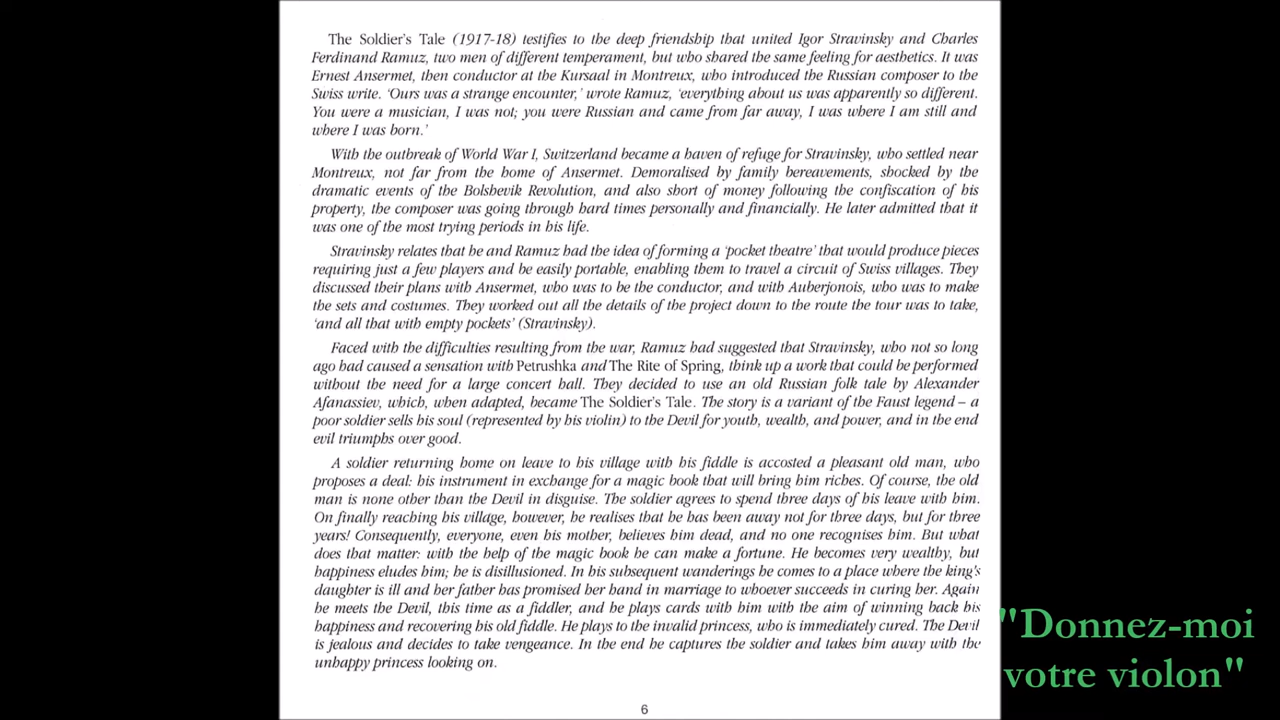 The Soldier's Tale (1917-18) testifies to the deep friendship that united Igor Stravinsky and Charles
Ferdinand Ramuz, two men of different temperament, but who shared the same feeling for aesthetics. It was
Ernest Ansermet, then conductor at the Kursaal in Montreux, who introduced the Russian composer to the
Swiss write. 'Ours was a strange encounter,' wrote Ramuz, 'everything about us was apparently so different.
You were a musician, I was not; you were Russian and came from far away, I was where I am still and
where I was born.'
With the outbreak of World War I, Switzerland became a haven of refuge for Stravinsky, who settled near
Montreux, not far from the home of Ansermet. Demoralised by family bereavements, shocked by the
dramatic events of the Bolshevik Revolution, and also short of money following the confiscation of his
property, the composer was going through hard times personally and financially. He later admitted that it
was one of the most trying periods in his life.
Stravinsky relates that he and Ramuz had the idea of forming a 'pocket theatre' that would produce pieces
requiring just a few players and be easily portable, enabling them to travel a circuit of Swiss villages. They
discussed their plans with Ansermet, who was to be the conductor, and with Auberjonois, who was to make
the sets and costumes. They worked out all the details of the project down to the route the tour was to take,
'and all that with empty pockets' (Stravinsky).
Faced with the difficulties resulting from the war, Ramuz had suggested that Stravinsky, who not so long
ago had caused a sensation with Petrushka and The Rite of Spring, think up a work that could be performed
without the need for a large concert hall. They decided to use an old Russian folk tale by Alexander
Afanassiev, which, when adapted, became The Soldier's Tale. The story is a variant of the Faust legend – a
poor soldier sells his soul (represented by his violin) to the Devil for youth, wealth, and power, and in the end
evil triumphs over good.
A soldier returning home on leave to his village with his fiddle is accosted a pleasant old man, who
proposes a deal: his instrument in exchange for a magic book that will bring him riches. Of course, the old
man is none other than the Devil in disguise. The soldier agrees to spend three days of his leave with him.
On finally reaching his village, however, he realises that he has been away not for three days, but for three
years! Consequently, everyone, even his mother, believes him dead, and no one recognises him. But what
does that matter: with the help of the magic book he can make a fortune. He becomes very wealthy, but
happiness eludes him; he is disillusioned. In his subsequent wanderings he comes to a place where the king's
daughter is ill and her father has promised her hand in marriage to whoever succeeds in curing her. Again
he meets the Devil, this time as a fiddler, and he plays cards with him with the aim of winning back his
happiness and recovering his old fiddle. He plays to the invalid princess, who is immediately cured. The Devil
is jealous and decides to take vengeance. In the end he captures the soldier and takes him away with the
unhappy princess looking on.
6
"Donnez-moi
votre violon"